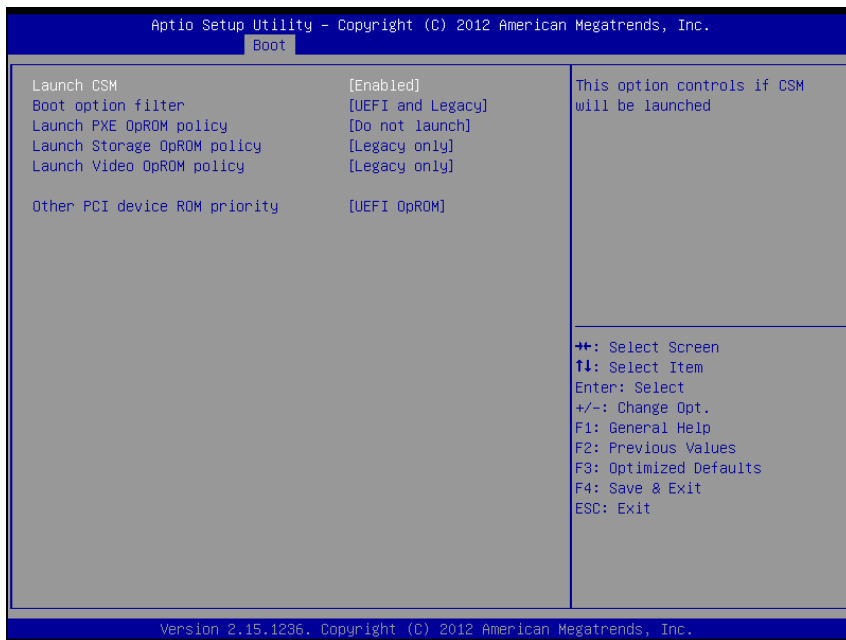 Aptio Setup Utility – Copyright (C) 2012 American Megatrends, Inc.
Boot
Launch CSM [Enabled]
Boot option filter [UEFI and Legacy]
Launch PXE OpROM policy [Do not launch]
Launch Storage OpROM policy [Legacy only]
Launch Video OpROM policy [Legacy only]
Other PCI device ROM priority [UEFI OpROM]
This option controls if CSM
will be launched
→←: Select Screen
↑↓: Select Item
Enter: Select
+/-: Change Opt.
F1: General Help
F2: Previous Values
F3: Optimized Defaults
F4: Save & Exit
ESC: Exit
Version 2.15.1236. Copyright (C) 2012 American Megatrends, Inc.